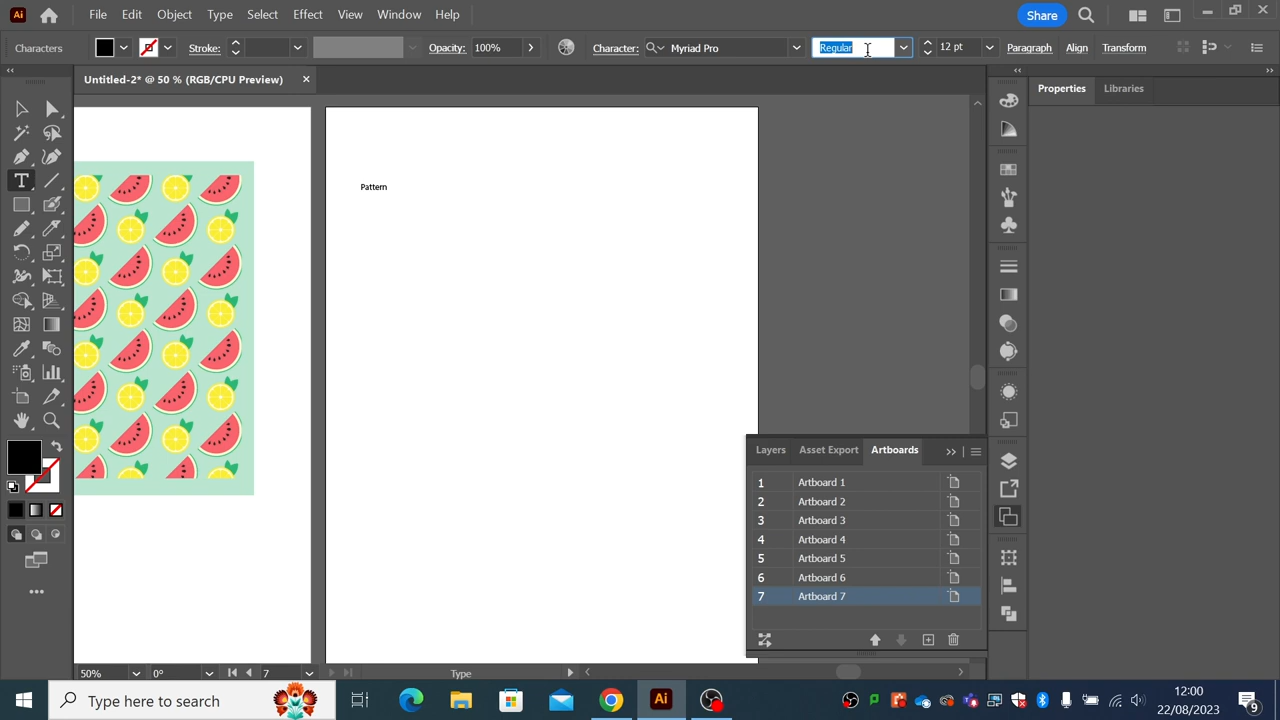 Ai File Edit Object Type Select Effect View Window Help Share
Characters Stroke: Opacity: 100% Character: Myriad Pro Regular 12 pt Paragraph Align Transform
Untitled-2* @ 50 % (RGB/CPU Preview) ×
Properties Libraries
Pattern
Layers Asset Export Artboards
1 Artboard 1
2 Artboard 2
3 Artboard 3
4 Artboard 4
5 Artboard 5
6 Artboard 6
7 Artboard 7
50% 0° 7 Type
Type here to search
Ai
12:00
22/08/2023
9